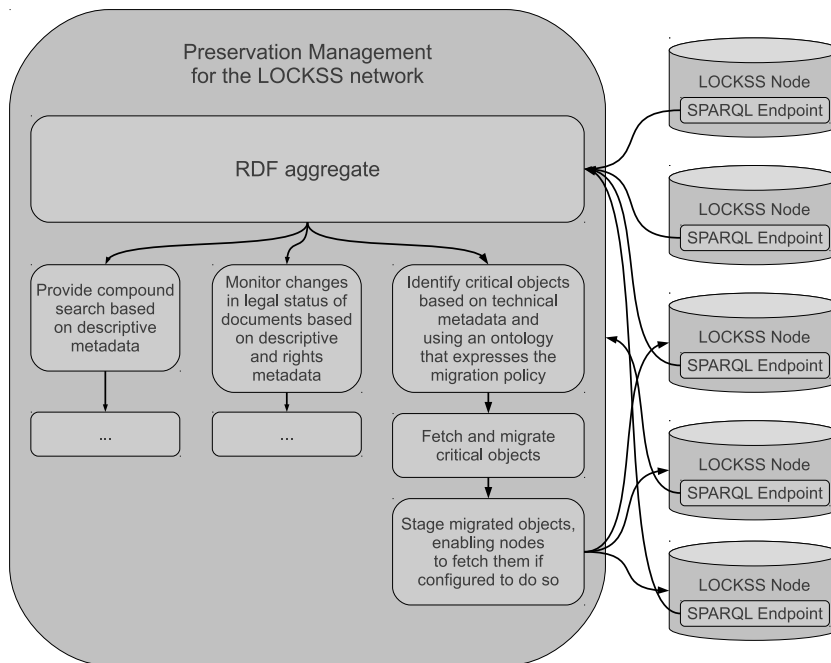 Preservation Management
for the LOCKSS network
RDF aggregate
Provide compound
search based
on descriptive
metadata
...
Monitor changes
in legal status of
documents based
on descriptive
and rights
metadata
...
Identify critical objects
based on technical
metadata and
using an ontology
that expresses the
migration policy
Fetch and migrate
critical objects
Stage migrated objects,
enabling nodes
to fetch them if
configured to do so
LOCKSS Node
SPARQL Endpoint
LOCKSS Node
SPARQL Endpoint
LOCKSS Node
SPARQL Endpoint
LOCKSS Node
SPARQL Endpoint
LOCKSS Node
SPARQL Endpoint